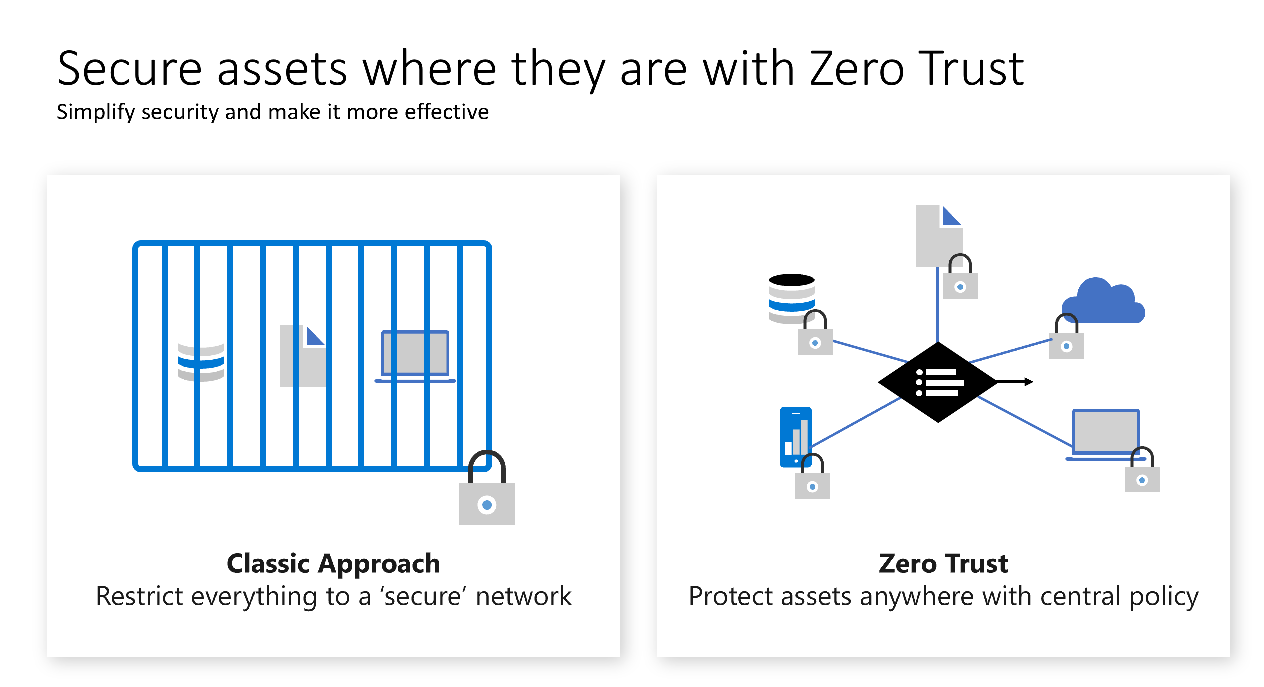 Secure assets where they are with Zero Trust
Simplify security and make it more effective
Classic Approach
Restrict everything to a ‘secure’ network
Zero Trust
Protect assets anywhere with central policy